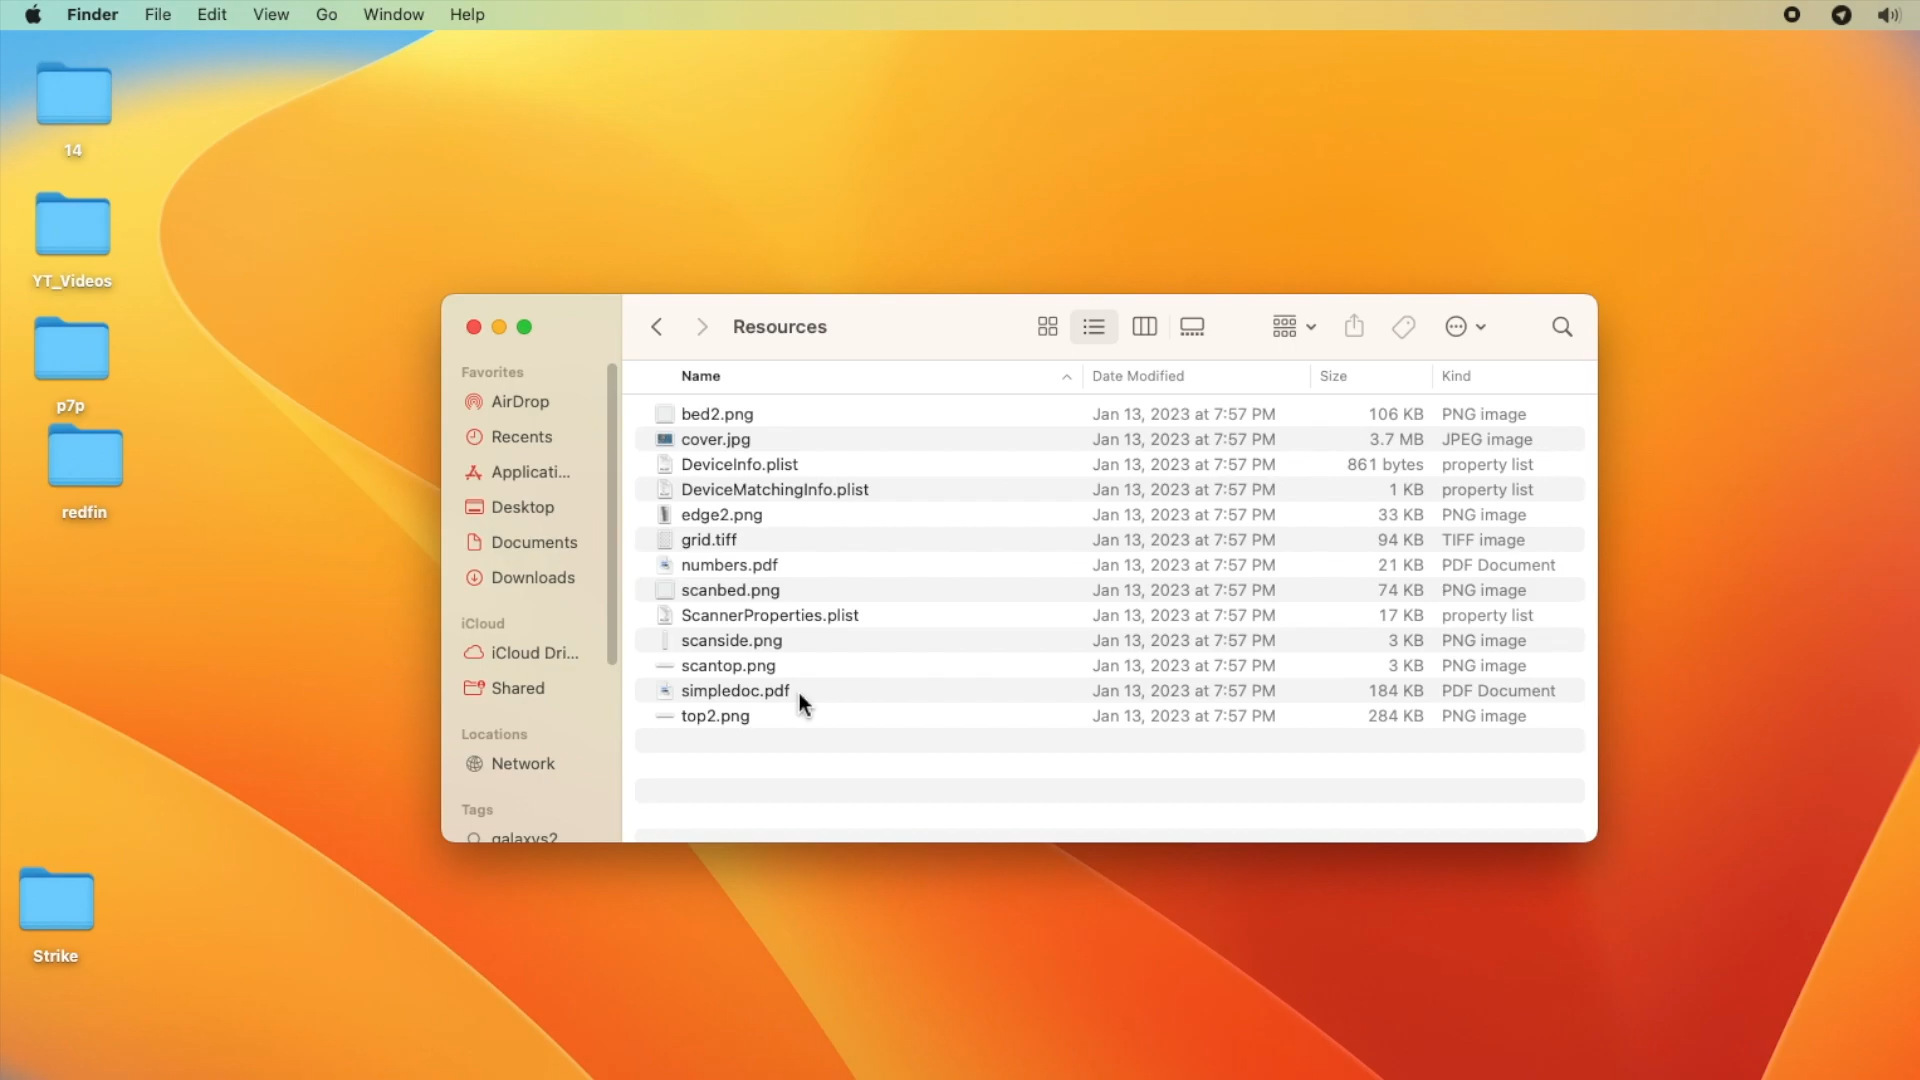 Finder File Edit View Go Window Help
14
YT_Videos
p7p
redfin
Strike
Resources
Favorites
AirDrop
Recents
Applicati...
Desktop
Documents
Downloads
iCloud
iCloud Dri...
Shared
Locations
Network
Tags
Name Date Modified Size Kind
bed2.png Jan 13, 2023 at 7:57 PM 106 KB PNG image
cover.jpg Jan 13, 2023 at 7:57 PM 3.7 MB JPEG image
DeviceInfo.plist Jan 13, 2023 at 7:57 PM 861 bytes property list
DeviceMatchingInfo.plist Jan 13, 2023 at 7:57 PM 1 KB property list
edge2.png Jan 13, 2023 at 7:57 PM 33 KB PNG image
grid.tiff Jan 13, 2023 at 7:57 PM 94 KB TIFF image
numbers.pdf Jan 13, 2023 at 7:57 PM 21 KB PDF Document
scanbed.png Jan 13, 2023 at 7:57 PM 74 KB PNG image
ScannerProperties.plist Jan 13, 2023 at 7:57 PM 17 KB property list
scanside.png Jan 13, 2023 at 7:57 PM 3 KB PNG image
scantop.png Jan 13, 2023 at 7:57 PM 3 KB PNG image
simpledoc.pdf Jan 13, 2023 at 7:57 PM 184 KB PDF Document
top2.png Jan 13, 2023 at 7:57 PM 284 KB PNG image